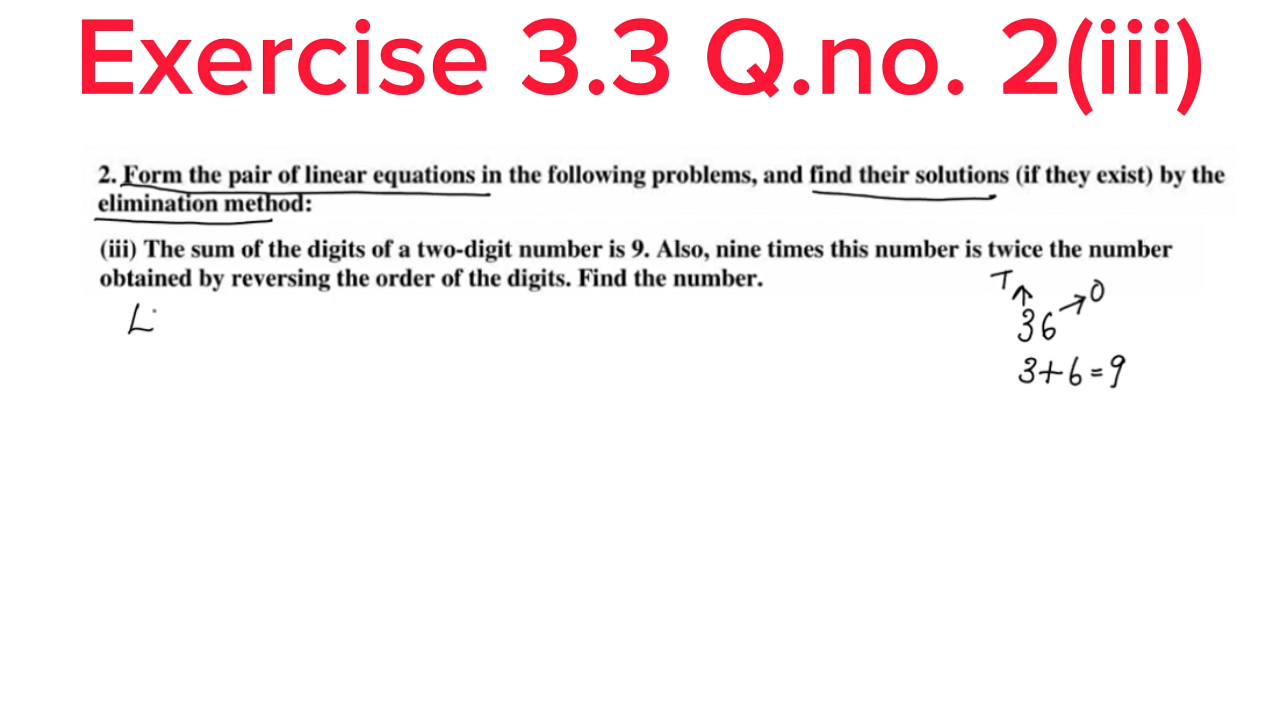 Exercise 3.3 Q.no. 2(iii)
2. Form the pair of linear equations in the following problems, and find their solutions (if they exist) by the
elimination method:
(iii) The sum of the digits of a two-digit number is 9. Also, nine times this number is twice the number
obtained by reversing the order of the digits. Find the number.
T
↑ → O
36
3+6=9